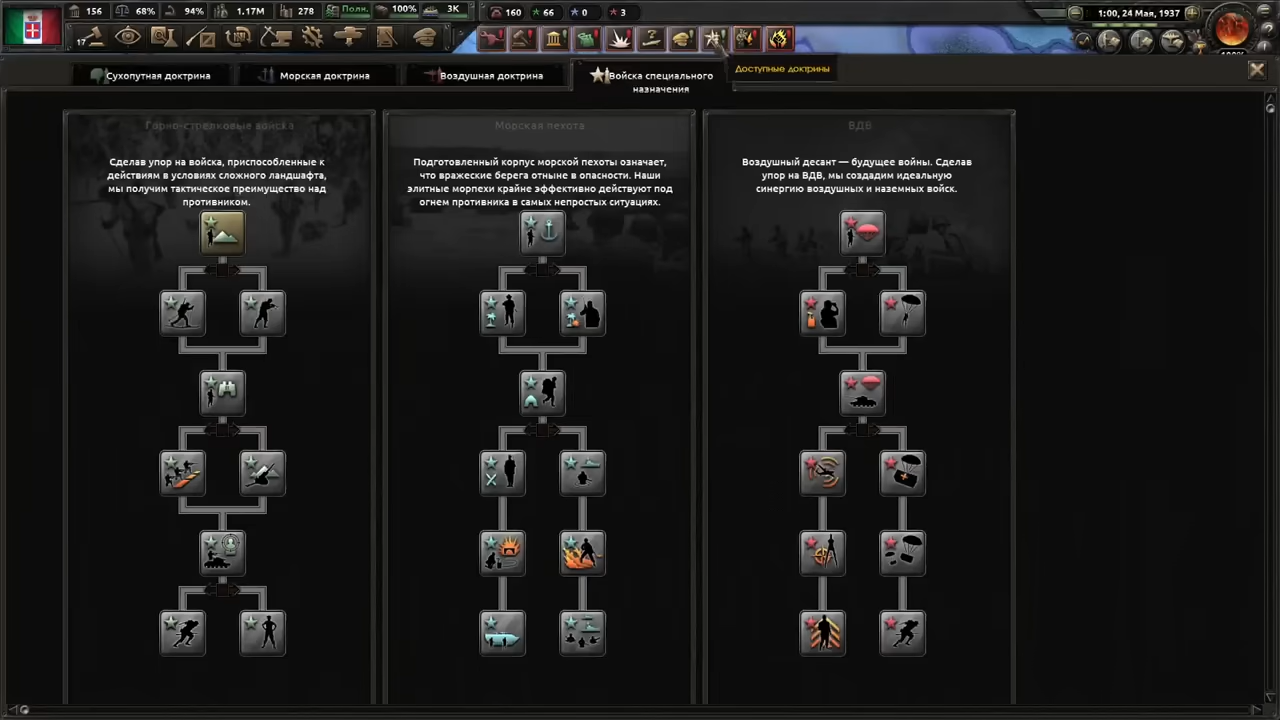 156 68% 94% 1.17M 278 Полн. 100% 3К 160 66 0 3 1:00, 24 Мая, 1937
17
100%
Сухопутная доктрина Морская доктрина Воздушная доктрина Войска специального назначения
Доступные доктрины
Горно-стрелковые войска
Сделав упор на войска, приспособленные к
действиям в условиях сложного ландшафта,
мы получим тактическое преимущество над
противником.
Морская пехота
Подготовленный корпус морской пехоты означает,
что вражеские берега отныне в опасности. Наши
элитные морпехи крайне эффективно действуют под
огнем противника в самых непростых ситуациях.
ВДВ
Воздушный десант — будущее войны. Сделав
упор на ВДВ, мы создадим идеальную
синергию воздушных и наземных войск.